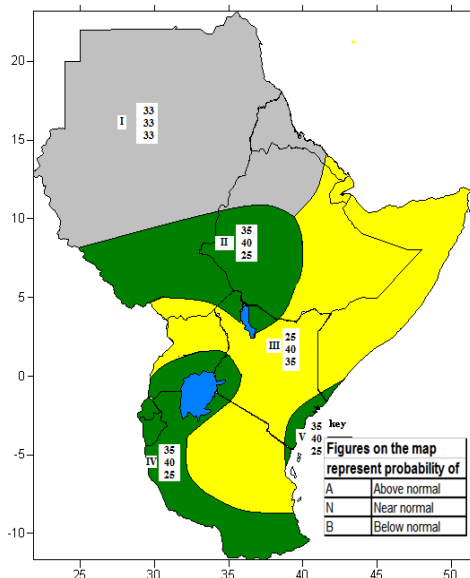 20
15
10
5
0
-5
-10
25
30
35
40
45
50
I
33
33
33
II
35
40
25
III
25
40
35
IV
35
40
25
V
35
40
25
key
Figures on the map
represent probability of
A Above normal
N Near normal
B Below normal